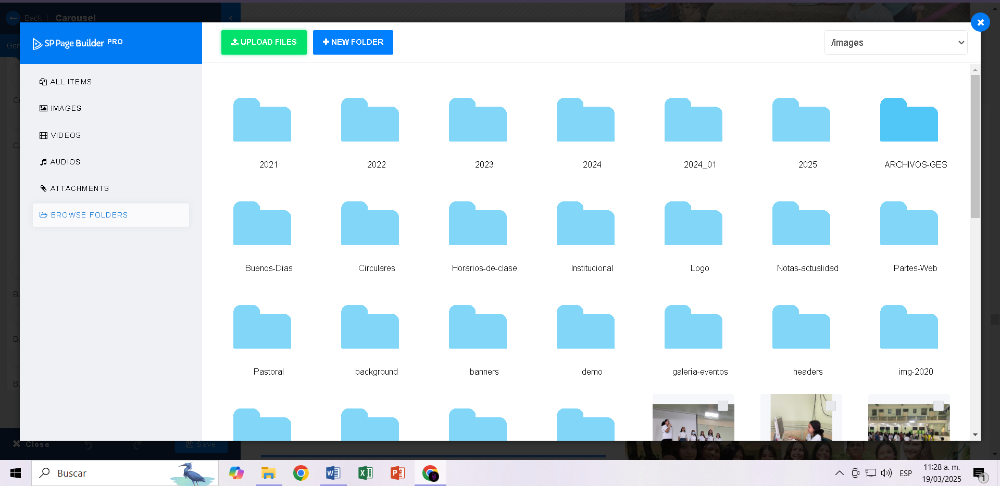 Back
Carousel
SP Page Builder PRO
UPLOAD FILES
NEW FOLDER
/images
ALL ITEMS
IMAGES
VIDEOS
AUDIOS
ATTACHMENTS
BROWSE FOLDERS
2021
2022
2023
2024
2024_01
2025
ARCHIVOS-GES
Buenos-Dias
Circulares
Horarios-de-clase
Institucional
Logo
Notas-actualidad
Partes-Web
Pastoral
background
banners
demo
galeria-eventos
headers
img-2020
Close
Save
Buscar
ESP
11:28 a. m.
19/03/2025
1